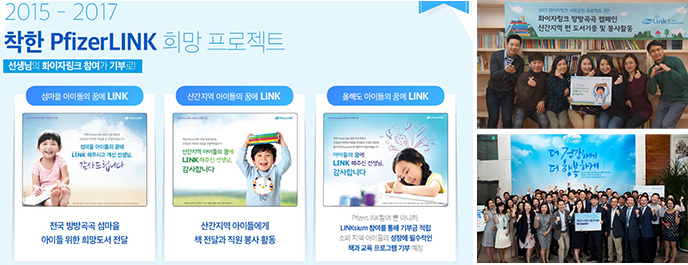 2015 - 2017
착한 PfizerLINK 희망 프로젝트
선생님의 화이자링크 참여가 기부로!
섬마을 아이들의 꿈에 LINK
산간지역 아이들의 꿈에 LINK
올해도 아이들의 꿈에 LINK
섬마을 아이들의 꿈에
LINK 해주시고 계신 선생님,
감사드립니다
산간지역 아이들의 꿈에
LINK 해주신 선생님,
감사합니다
아이들의 꿈에
LINK 해주신 선생님,
감사합니다
전국 방방곡곡 섬마을
아이들 위한 희망도서 전달
산간지역 아이들에게
책 전달과 직원 봉사 활동
PfizerLINK참여 뿐 아니라,
LINKsium 참여를 통해 기부금 적립
소외 지역 아이들의 성장에 필수적인
책과 교육 프로그램 기부 예정
2017 화이자링크 사회공헌 프로젝트 2탄
화이자링크 방방곡곡 캠페인
산간지역 편 도서기증 및 봉사활동
Link
더 건강하게
더 행복하게